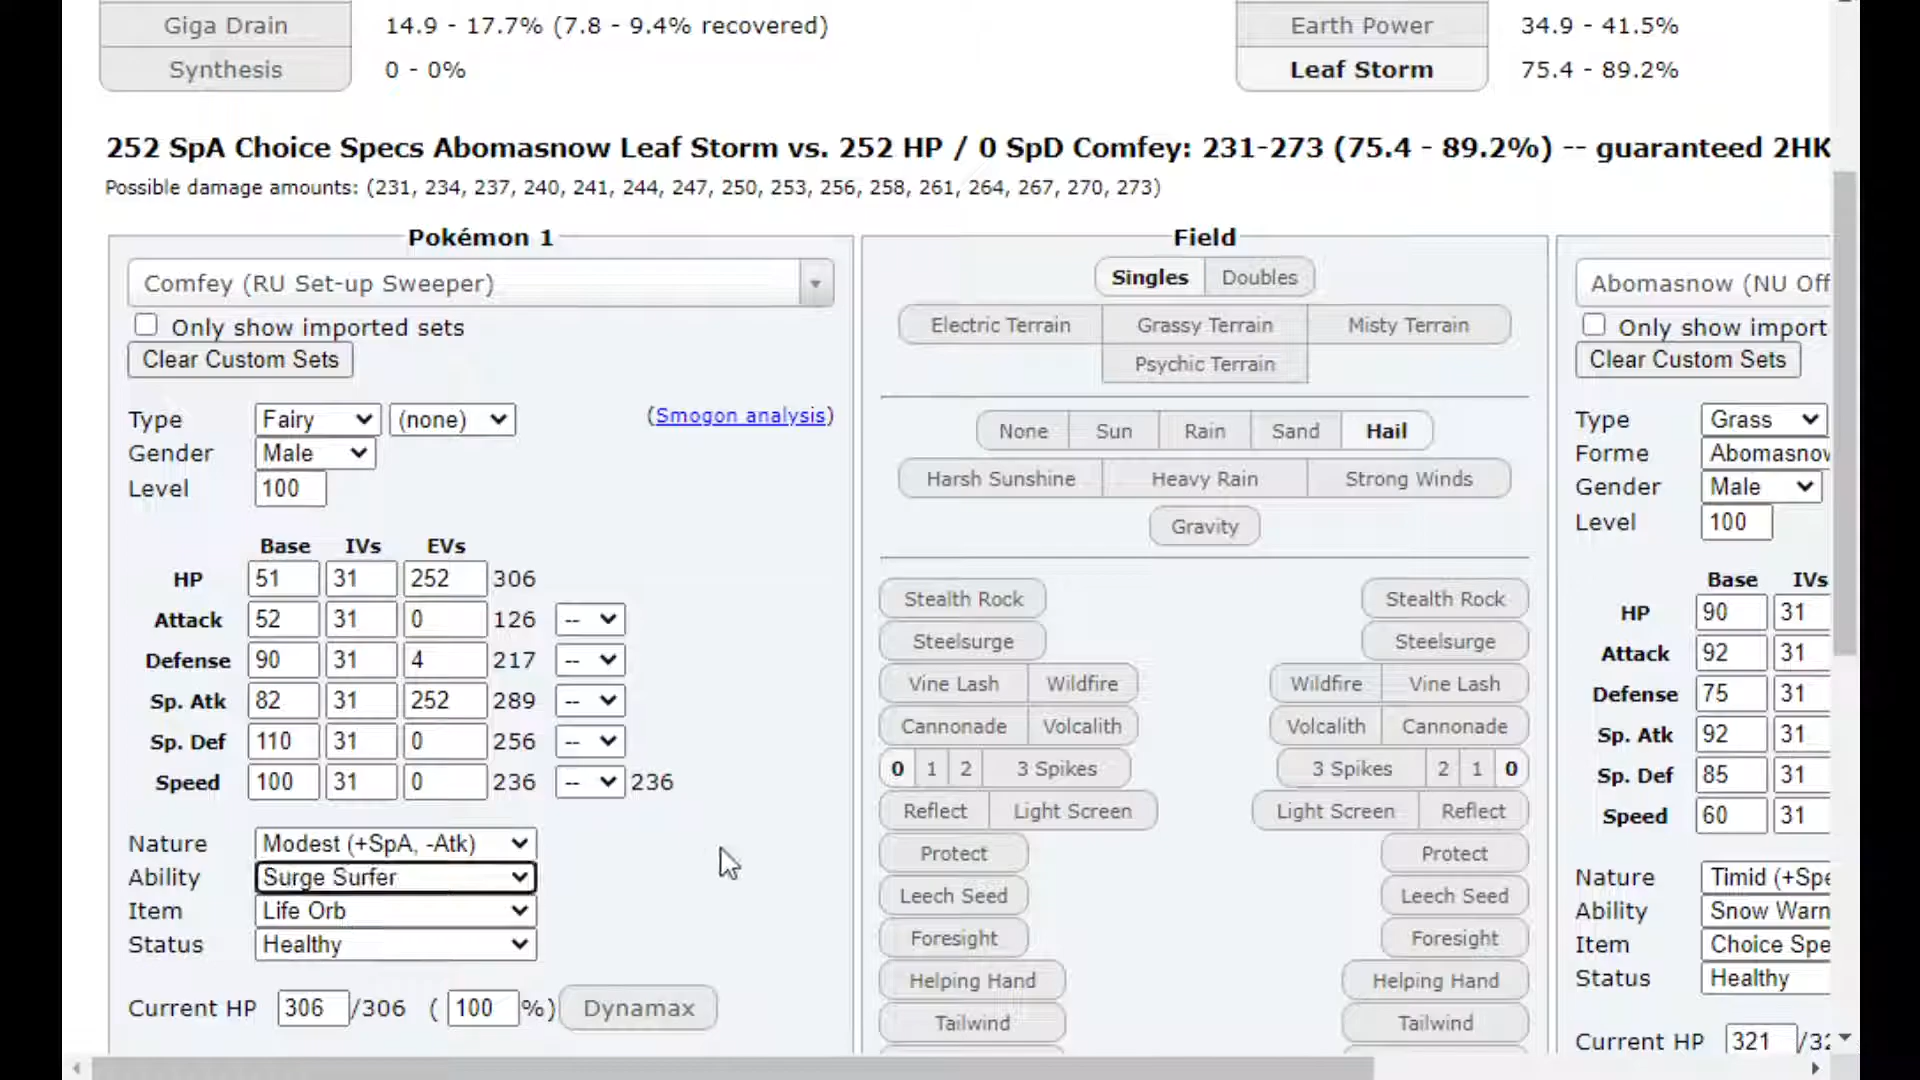 Giga Drain 14.9 - 17.7% (7.8 - 9.4% recovered) Earth Power 34.9 - 41.5%
Synthesis 0 - 0% Leaf Storm 75.4 - 89.2%
252 SpA Choice Specs Abomasnow Leaf Storm vs. 252 HP / 0 SpD Comfey: 231-273 (75.4 - 89.2%) -- guaranteed 2HK
Possible damage amounts: (231, 234, 237, 240, 241, 244, 247, 250, 253, 256, 258, 261, 264, 267, 270, 273)
Pokémon 1
Comfey (RU Set-up Sweeper)
Only show imported sets
Clear Custom Sets
Type Fairy (none) (Smogon analysis)
Gender Male
Level 100
Base IVs EVs
HP 51 31 252 306
Attack 52 31 0 126 --
Defense 90 31 4 217 --
Sp. Atk 82 31 252 289 --
Sp. Def 110 31 0 256 --
Speed 100 31 0 236 -- 236
Nature Modest (+SpA, -Atk)
Ability Surge Surfer
Item Life Orb
Status Healthy
Current HP 306 /306 ( 100 %) Dynamax
Field
Singles Doubles
Electric Terrain Grassy Terrain Misty Terrain
Psychic Terrain
None Sun Rain Sand Hail
Harsh Sunshine Heavy Rain Strong Winds
Gravity
Stealth Rock Stealth Rock
Steelsurge Steelsurge
Vine Lash Wildfire Wildfire Vine Lash
Cannonade Volcalith Volcalith Cannonade
0 1 2 3 Spikes 3 Spikes 2 1 0
Reflect Light Screen Light Screen Reflect
Protect Protect
Leech Seed Leech Seed
Foresight Foresight
Helping Hand Helping Hand
Tailwind Tailwind
Abomasnow (NU Off
Only show import
Clear Custom Sets
Type Grass
Forme Abomasnow
Gender Male
Level 100
Base IVs
HP 90 31
Attack 92 31
Defense 75 31
Sp. Atk 92 31
Sp. Def 85 31
Speed 60 31
Nature Timid (+Spe
Ability Snow Warn
Item Choice Spe
Status Healthy
Current HP 321 /32